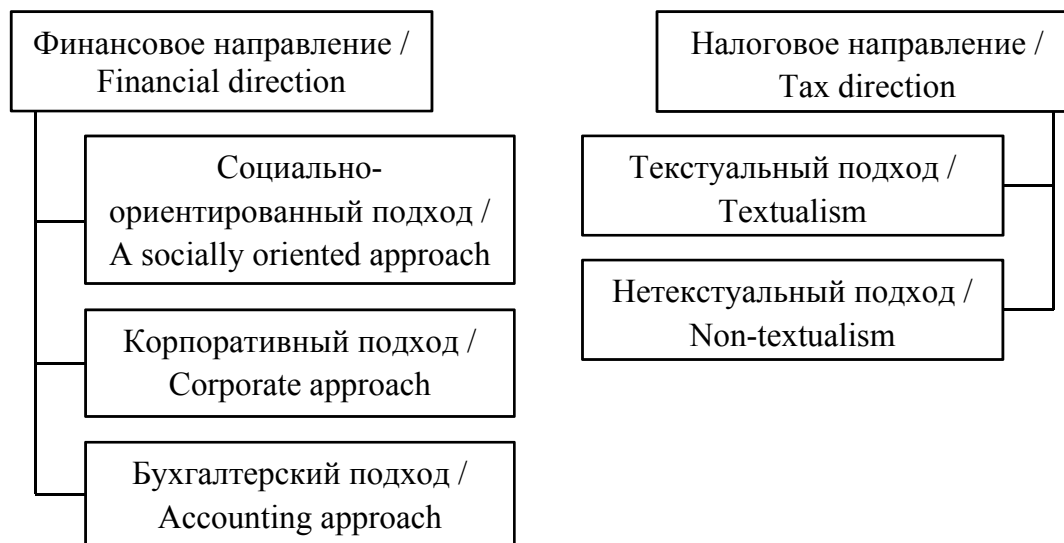 Финансовое направление /
Financial direction
Социально-
ориентированный подход /
A socially oriented approach
Корпоративный подход /
Corporate approach
Бухгалтерский подход /
Accounting approach
Налоговое направление /
Tax direction
Текстуальный подход /
Textualism
Нетекстуальный подход /
Non-textualism